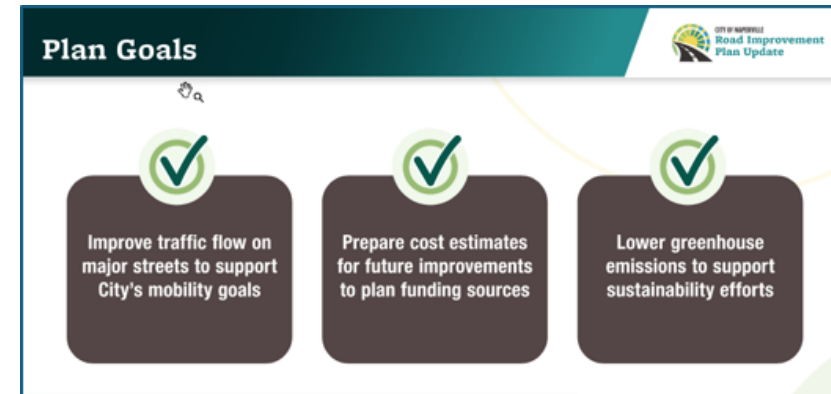 Plan Goals
CITY OF NAPERVILLE
Road Improvement
Plan Update
Improve traffic flow on
major streets to support
City's mobility goals
Prepare cost estimates
for future improvements
to plan funding sources
Lower greenhouse
emissions to support
sustainability efforts